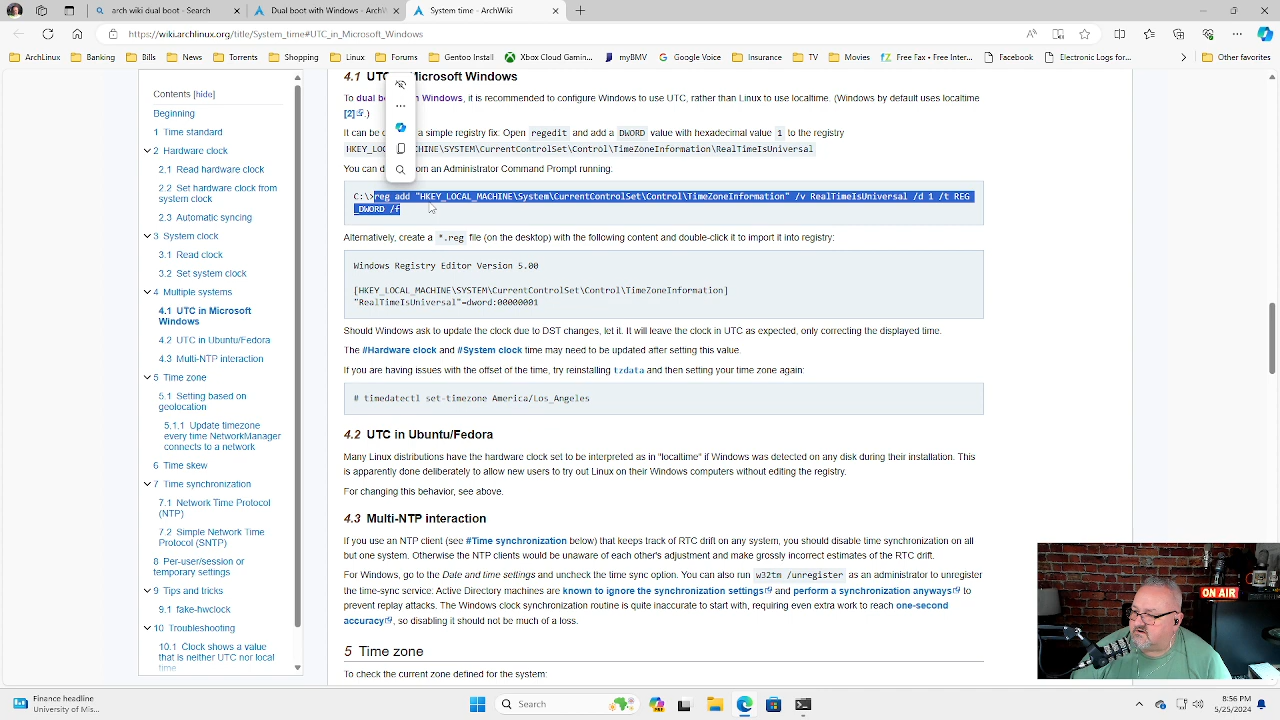 arch wiki dual boot - Search
Dual boot with Windows - ArchW
System time - ArchWiki
https://wiki.archlinux.org/title/System_time#UTC_in_Microsoft_Windows
ArchLinux
Banking
Bills
News
Torrents
Shopping
Linux
Forums
Gentoo Install
Xbox Cloud Gamin...
myBMV
Google Voice
Insurance
TV
Movies
Free Fax • Free Inter...
Facebook
Electronic Logs for...
Other favorites
Contents [hide]
Beginning
1 Time standard
2 Hardware clock
2.1 Read hardware clock
2.2 Set hardware clock from
system clock
2.3 Automatic syncing
3 System clock
3.1 Read clock
3.2 Set system clock
4 Multiple systems
4.1 UTC in Microsoft
Windows
4.2 UTC in Ubuntu/Fedora
4.3 Multi-NTP interaction
5 Time zone
5.1 Setting based on
geolocation
5.1.1 Update timezone
every time NetworkManager
connects to a network
6 Time skew
7 Time synchronization
7.1 Network Time Protocol
(NTP)
7.2 Simple Network Time
Protocol (SNTP)
8 Per-user/session or
temporary settings
9 Tips and tricks
9.1 fake-hwclock
10 Troubleshooting
10.1 Clock shows a value
that is neither UTC nor local
time
4.1 UTC Microsoft Windows
To dual Windows, it is recommended to configure Windows to use UTC, rather than Linux to use localtime. (Windows by default uses localtime
[2].)
It can be a simple registry fix: Open regedit and add a DWORD value with hexadecimal value 1 to the registry
HKEY_LOC \SYSTEM\CurrentControlSet\Control\TimeZoneInformation\RealTimeIsUniversal
You can an Administrator Command Prompt running:
C:\>reg add "HKEY_LOCAL_MACHINE\System\CurrentControlSet\Control\TimeZoneInformation" /v RealTimeIsUniversal /d 1 /t REG
_DWORD /f
Alternatively, create a *.reg file (on the desktop) with the following content and double-click it to import it into registry:
Windows Registry Editor Version 5.00
[HKEY_LOCAL_MACHINE\SYSTEM\CurrentControlSet\Control\TimeZoneInformation]
"RealTimeIsUniversal"=dword:00000001
Should Windows ask to update the clock due to DST changes, let it. It will leave the clock in UTC as expected, only correcting the displayed time.
The #Hardware clock and #System clock time may need to be updated after setting this value.
If you are having issues with the offset of the time, try reinstalling tzdata and then setting your time zone again:
# timedatectl set-timezone America/Los_Angeles
4.2 UTC in Ubuntu/Fedora
Many Linux distributions have the hardware clock set to be interpreted as in "localtime" if Windows was detected on any disk during their installation. This
is apparently done deliberately to allow new users to try out Linux on their Windows computers without editing the registry.
For changing this behavior, see above.
4.3 Multi-NTP interaction
If you use an NTP client (see #Time synchronization below) that keeps track of RTC drift on any system, you should disable time synchronization on all
but one system. Otherwise the NTP clients would be unaware of each other's adjustment and make grossly incorrect estimates of the RTC drift.
For Windows, go to the Date and time settings and uncheck the time sync option. You can also run w32tm /unregister as an administrator to unregister
the time sync service. Active Directory machines are known to ignore the synchronization settings and perform a synchronization anyways to
prevent replay attacks. The Windows time synchronization routine is quite inaccurate to start with, requiring even extra work to reach one-second
accuracy, so disabling it should not be much of a loss.
5 Time zone
To check the current zone defined for the system:
ON AIR
Finance headline
University of Mis...
Search
8:56 PM
5/25/2024